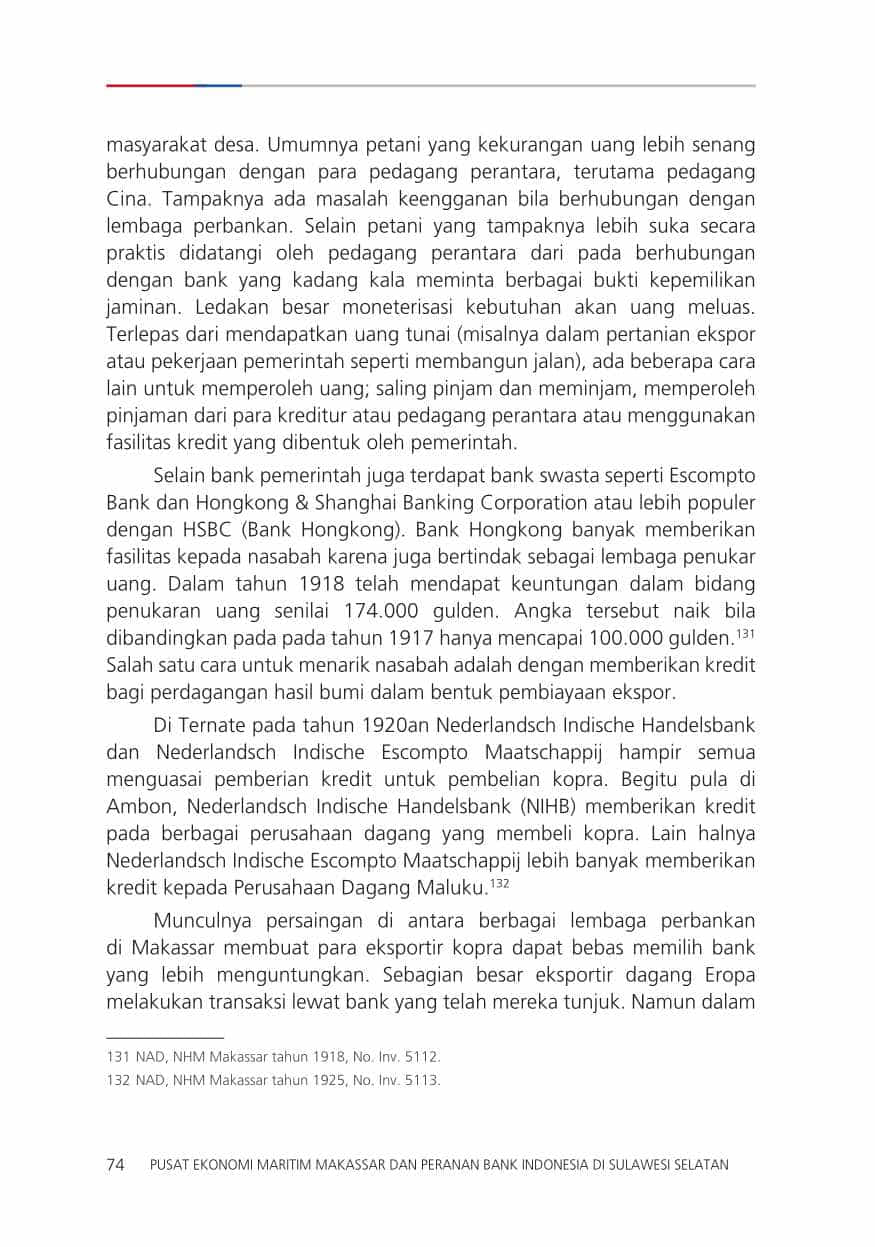 masyarakat desa. Umumnya petani yang kekurangan uang lebih senang
berhubungan dengan para pedagang perantara, terutama pedagang
Cina. Tampaknya ada masalah keengganan bila berhubungan dengan
lembaga perbankan. Selain petani yang tampaknya lebih suka secara
praktis didatangi oleh pedagang perantara dari pada berhubungan
dengan bank yang kadang kala meminta berbagai bukti kepemilikan
jaminan. Ledakan besar moneterisasi kebutuhan akan uang meluas.
Terlepas dari mendapatkan uang tunai (misalnya dalam pertanian ekspor
atau pekerjaan pemerintah seperti membangun jalan), ada beberapa cara
lain untuk memperoleh uang; saling pinjam dan meminjam, memperoleh
pinjaman dari para kreditur atau pedagang perantara atau menggunakan
fasilitas kredit yang dibentuk oleh pemerintah.
Selain bank pemerintah juga terdapat bank swasta seperti Escompto
Bank dan Hongkong & Shanghai Banking Corporation atau lebih populer
dengan HSBC (Bank Hongkong). Bank Hongkong banyak memberikan
fasilitas kepada nasabah karena juga bertindak sebagai lembaga penukar
uang. Dalam tahun 1918 telah mendapat keuntungan dalam bidang
penukaran uang senilai 174.000 gulden. Angka tersebut naik bila
dibandingkan pada pada tahun 1917 hanya mencapai 100.000 gulden.131
Salah satu cara untuk menarik nasabah adalah dengan memberikan kredit
bagi perdagangan hasil bumi dalam bentuk pembiayaan ekspor.
Di Ternate pada tahun 1920an Nederlandsch Indische Handelsbank
dan Nederlandsch Indische Escompto Maatschappij hampir semua
menguasai pemberian kredit untuk pembelian kopra. Begitu pula di
Ambon, Nederlandsch Indische Handelsbank (NIHB) memberikan kredit
pada berbagai perusahaan dagang yang membeli kopra. Lain halnya
Nederlandsch Indische Escompto Maatschappij lebih banyak memberikan
kredit kepada Perusahaan Dagang Maluku.132
Munculnya persaingan di antara berbagai lembaga perbankan
di Makassar membuat para eksportir kopra dapat bebas memilih bank
yang lebih menguntungkan. Sebagian besar eksportir dagang Eropa
melakukan transaksi lewat bank yang telah mereka tunjuk. Namun dalam
131 NAD, NHM Makassar tahun 1918, No. Inv. 5112.
132 NAD, NHM Makassar tahun 1925, No. Inv. 5113.
74 PUSAT EKONOMI MARITIM MAKASSAR DAN PERANAN BANK INDONESIA DI SULAWESI SELATAN